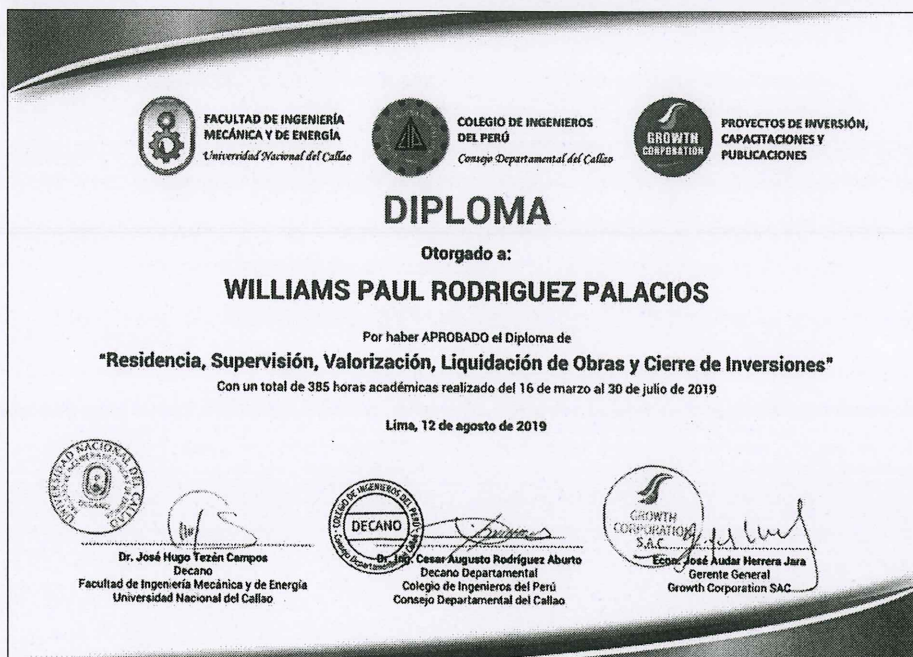 FACULTAD DE INGENIERÍA
MECÁNICA Y DE ENERGÍA
Universidad Nacional del Callao
COLEGIO DE INGENIEROS
DEL PERÚ
Consejo Departamental del Callao
GROWTH
CORPORATION
PROYECTOS DE INVERSIÓN,
CAPACITACIONES Y
PUBLICACIONES
DIPLOMA
Otorgado a:
WILLIAMS PAUL RODRIGUEZ PALACIOS
Por haber APROBADO el Diploma de
"Residencia, Supervisión, Valorización, Liquidación de Obras y Cierre de Inversiones"
Con un total de 385 horas académicas realizado del 16 de marzo al 30 de julio de 2019
Lima, 12 de agosto de 2019
UNIVERSIDAD NACIONAL DEL CALLAO
DECANO
Dr. José Hugo Tezén Campos
Decano
Facultad de Ingeniería Mecánica y de Energía
Universidad Nacional del Callao
COLEGIO DE INGENIEROS DEL PERÚ
DECANO
Consejo Departamental del Callao
Dr. Ing. Cesar Augusto Rodríguez Aburto
Decano Departamental
Colegio de Ingenieros del Perú
Consejo Departamental del Callao
GROWTH
CORPORATION
S.A.C
Econ. José Audar Herrera Jara
Gerente General
Growth Corporation SAC